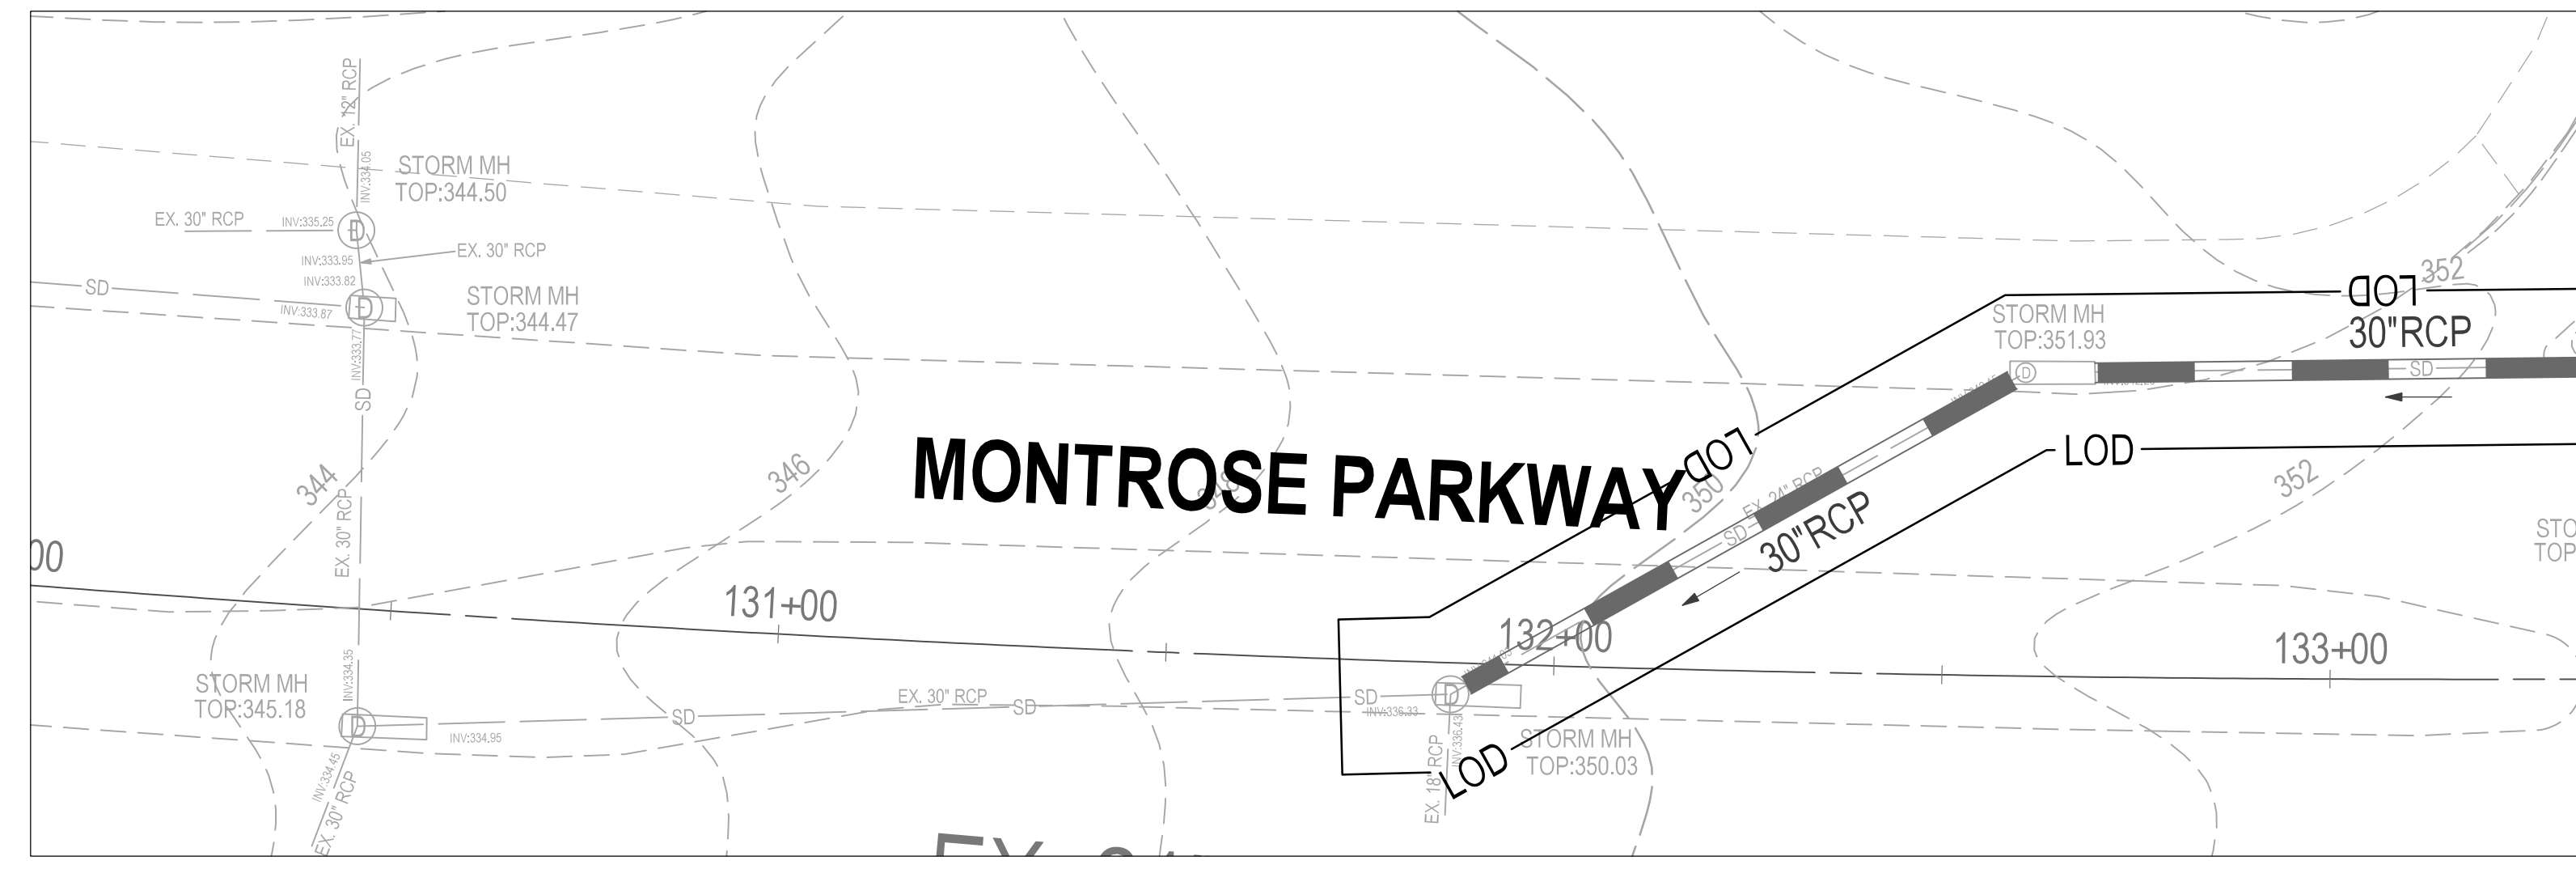 EX. 12" RCP
INV:334.05
STORM MH
TOP:344.50
EX. 30" RCP
INV:335.25
D
EX. 30" RCP
INV:333.95
INV:333.82
SD
D
INV:333.87
STORM MH
TOP:344.47
INV:333.77
SD
344
EX. 30" RCP
346
348
MONTROSE PARKWAY
LOD
350
EX. 24" RCP
SD
30"RCP
STORM MH
TOP:351.93
D
LOD
352
30"RCP
SD
LOD
352
STO
TOP
00
131+00
132+00
133+00
INV:334.35
STORM MH
TOP:345.18
D
INV:334.95
SD
EX. 30" RCP
SD
SD
INV:336.33
D
INV:336.43
EX. 18" RCP
LOD
STORM MH
TOP:350.03
INV:334.45
EX. 30" RCP